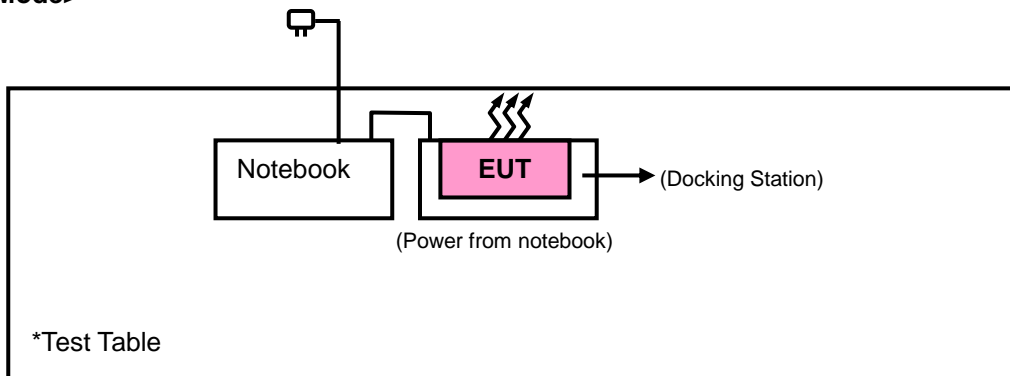 Notebook
EUT
(Docking Station)
(Power from notebook)
*Test Table